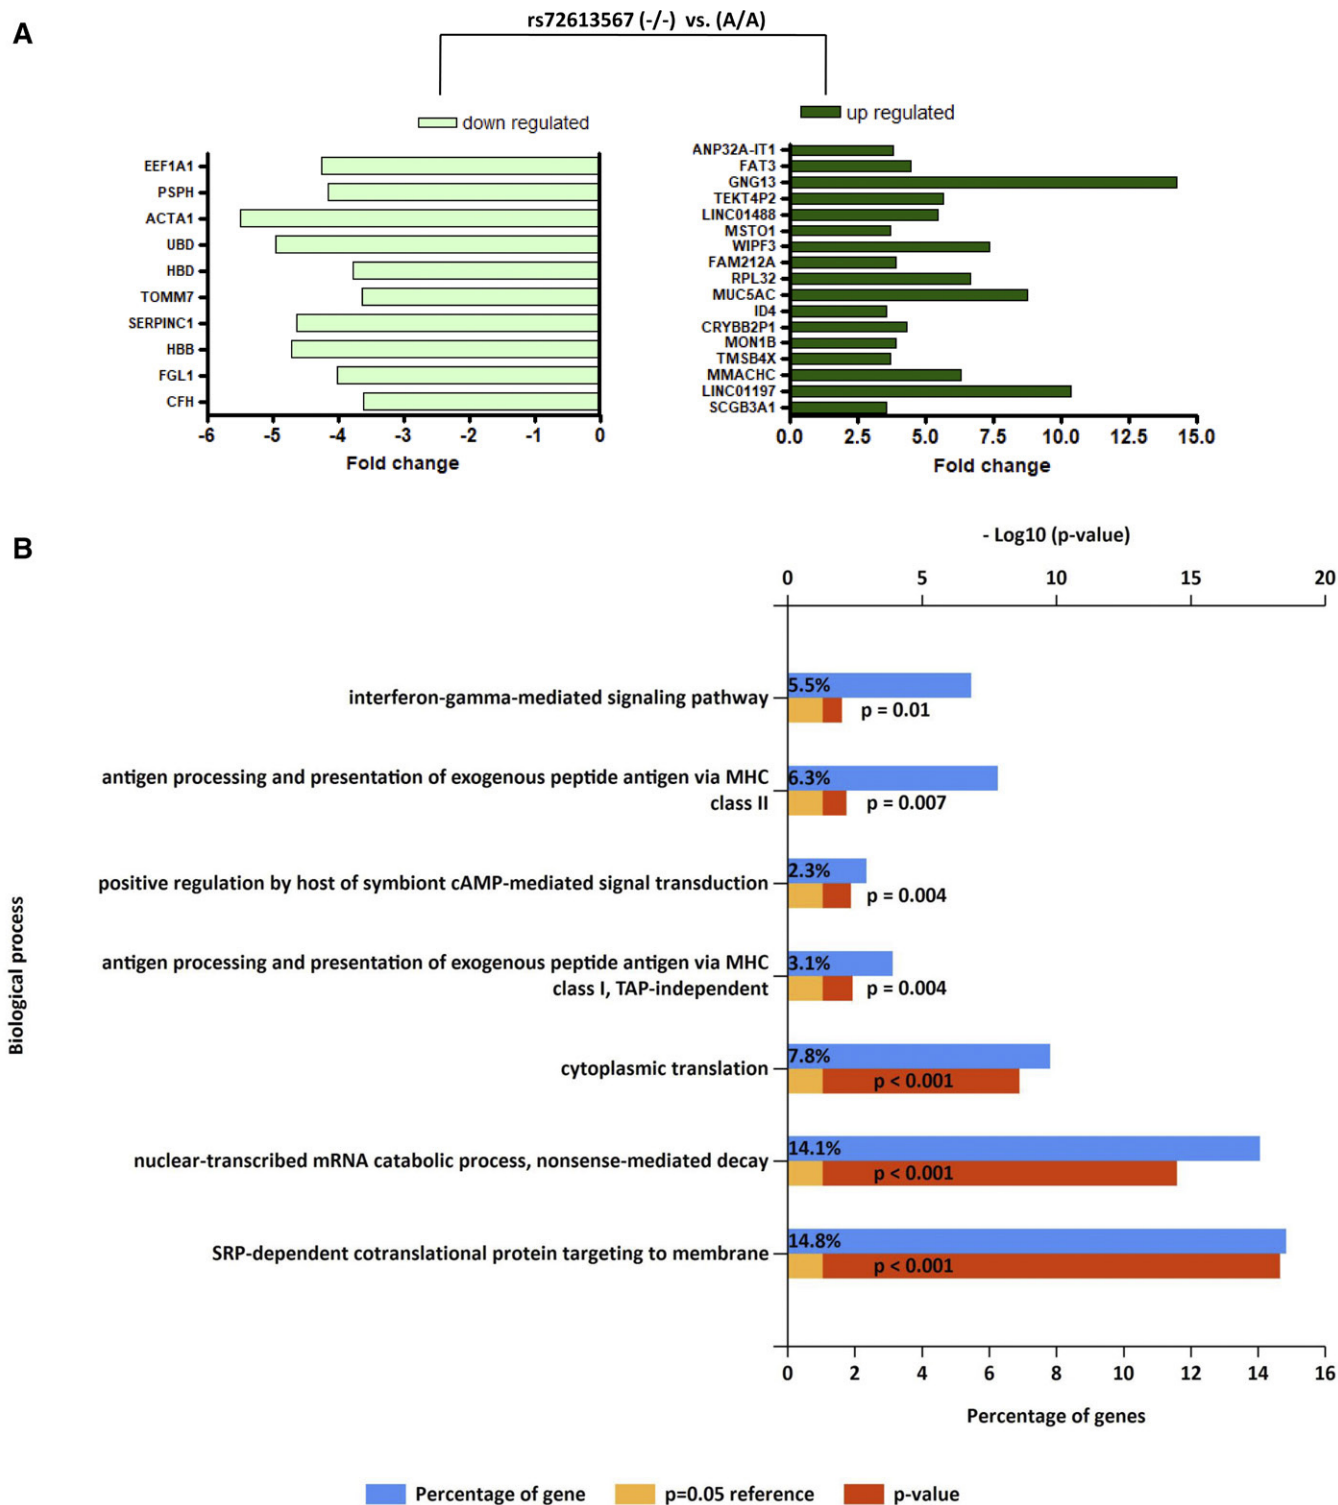 A
rs72613567 (-/-) vs. (A/A)
down regulated
EEF1A1
PSPH
ACTA1
UBD
HBD
TOMM7
SERPINC1
HBB
FGL1
CFH
-6 -5 -4 -3 -2 -1 0
Fold change
up regulated
ANP32A-IT1
FAT3
GNG13
TEKT4P2
LINC01488
MSTO1
WIPF3
FAM212A
RPL32
MUC5AC
ID4
CRYBB2P1
MON1B
TMSB4X
MMACHC
LINC01197
SCGB3A1
0.0 2.5 5.0 7.5 10.0 12.5 15.0
Fold change
B
- Log10 (p-value)
0 5 10 15 20
Biological process
interferon-gamma-mediated signaling pathway
5.5%
p = 0.01
antigen processing and presentation of exogenous peptide antigen via MHC
class II
6.3%
p = 0.007
positive regulation by host of symbiont cAMP-mediated signal transduction
2.3%
p = 0.004
antigen processing and presentation of exogenous peptide antigen via MHC
class I, TAP-independent
3.1%
p = 0.004
cytoplasmic translation
7.8%
p < 0.001
nuclear-transcribed mRNA catabolic process, nonsense-mediated decay
14.1%
p < 0.001
SRP-dependent cotranslational protein targeting to membrane
14.8%
p < 0.001
0 2 4 6 8 10 12 14 16
Percentage of genes
Percentage of gene
p=0.05 reference
p-value